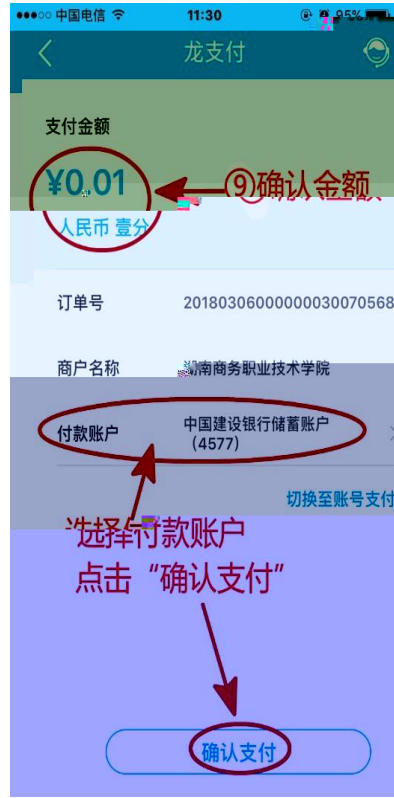 中国电信 11:30 95%
龙支付
支付金额
¥0.01 ⑨确认金额
人民币 壹分
订单号 20180306000000030070568
商户名称 湖南商务职业技术学院
付款账户 中国建设银行储蓄账户
(4577)
切换至账号支付
选择付款账户
点击“确认支付”
确认支付